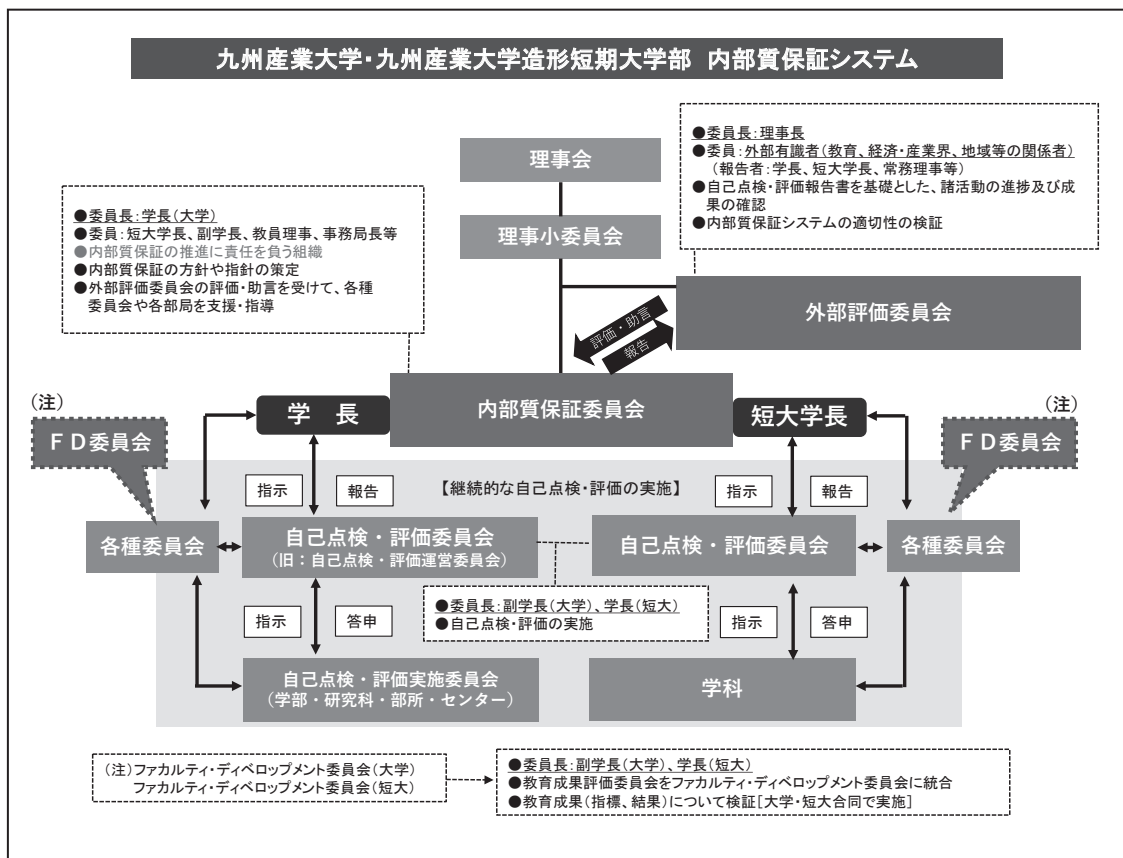 九州産業大学・九州産業大学造形短期大学部 内部質保証システム
●委員長：理事長
●委員：外部有識者（教育、経済・産業界、地域等の関係者）
（報告者：学長、短大学長、常務理事等）
●自己点検・評価報告書を基礎とした、諸活動の進捗及び成
果の確認
●内部質保証システムの適切性の検証
理事会
理事小委員会
●委員長：学長（大学）
●委員：短大学長、副学長、教員理事、事務局長等
●内部質保証の推進に責任を負う組織
●内部質保証の方針や指針の策定
●外部評価委員会の評価・助言を受けて、各種
委員会や各部局を支援・指導
外部評価委員会
評価・助言
報告
内部質保証委員会
学　長
短大学長
（注）
ＦＤ委員会
（注）
ＦＤ委員会
指示
報告
【継続的な自己点検・評価の実施】
指示
報告
各種委員会
自己点検・評価委員会
（旧：自己点検・評価運営委員会）
自己点検・評価委員会
各種委員会
●委員長：副学長（大学）、学長（短大）
●自己点検・評価の実施
指示
答申
指示
答申
自己点検・評価実施委員会
（学部・研究科・部所・センター）
学科
（注）ファカルティ・ディベロップメント委員会（大学）
ファカルティ・ディベロップメント委員会（短大）
●委員長：副学長（大学）、学長（短大）
●教育成果評価委員会をファカルティ・ディベロップメント委員会に統合
●教育成果（指標、結果）について検証［大学・短大合同で実施］